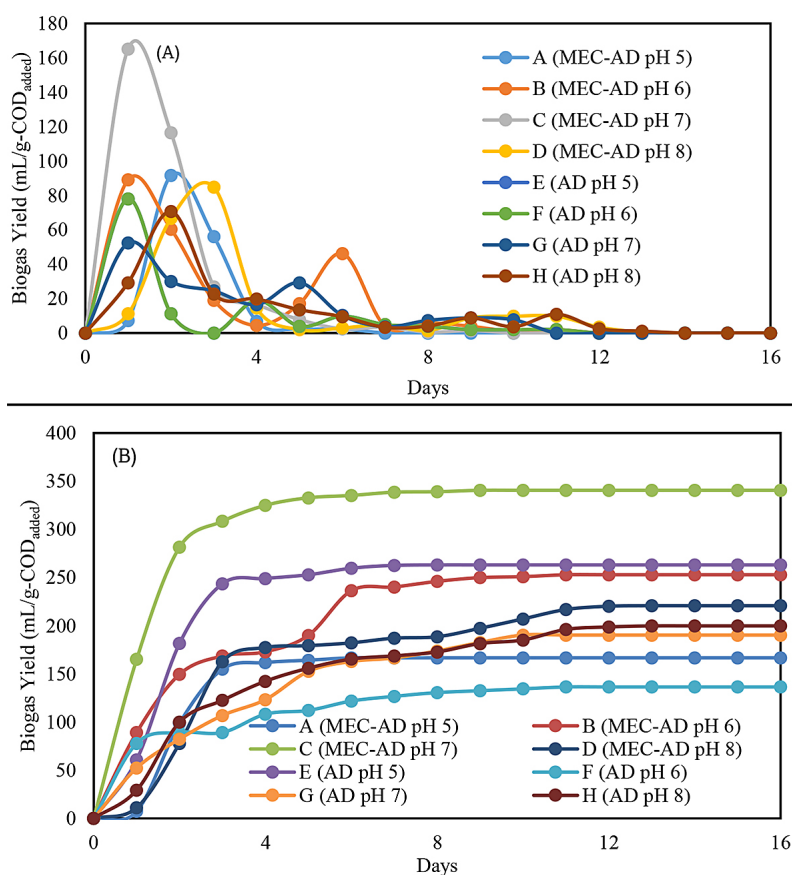 180
160
140
120
100
80
60
40
20
0
Biogas Yield (mL/g-CODadded)
(A)
A (MEC-AD pH 5)
B (MEC-AD pH 6)
C (MEC-AD pH 7)
D (MEC-AD pH 8)
E (AD pH 5)
F (AD pH 6)
G (AD pH 7)
H (AD pH 8)
0 4 8 12 16
Days
400
350
300
250
200
150
100
50
0
Biogas Yield (mL/g-CODadded)
(B)
A (MEC-AD pH 5) B (MEC-AD pH 6)
C (MEC-AD pH 7) D (MEC-AD pH 8)
E (AD pH 5) F (AD pH 6)
G (AD pH 7) H (AD pH 8)
0 4 8 12 16
Days